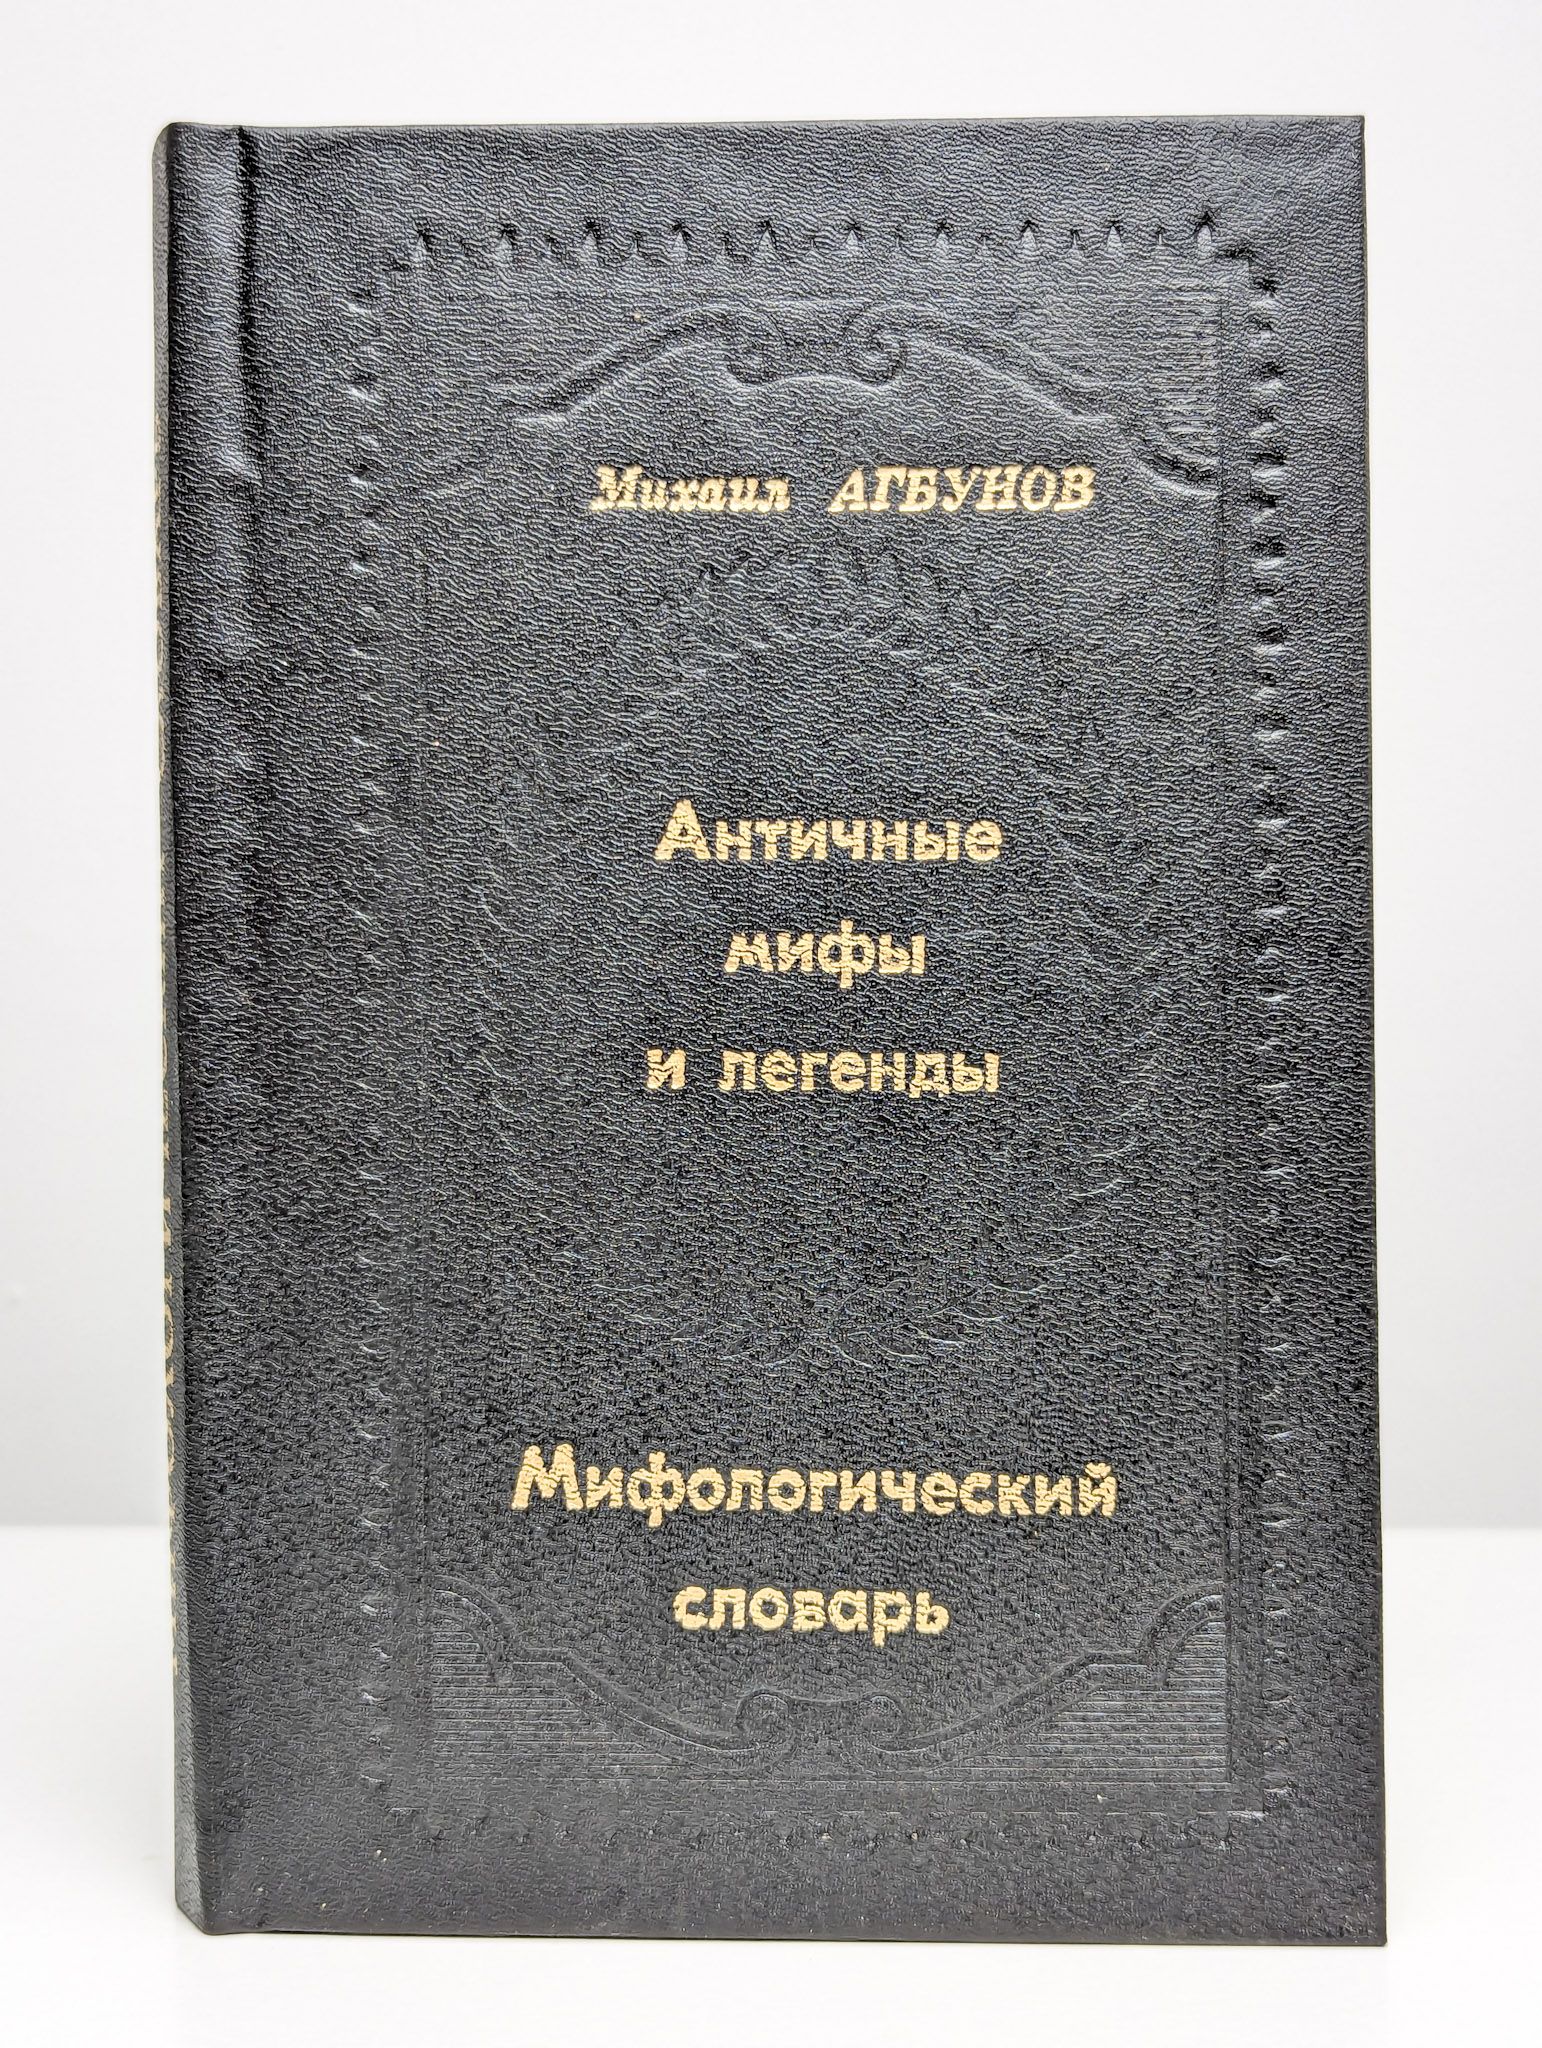 Михаил АГБУНОВ
Античные
мифы
и легенды
Мифологический
словарь